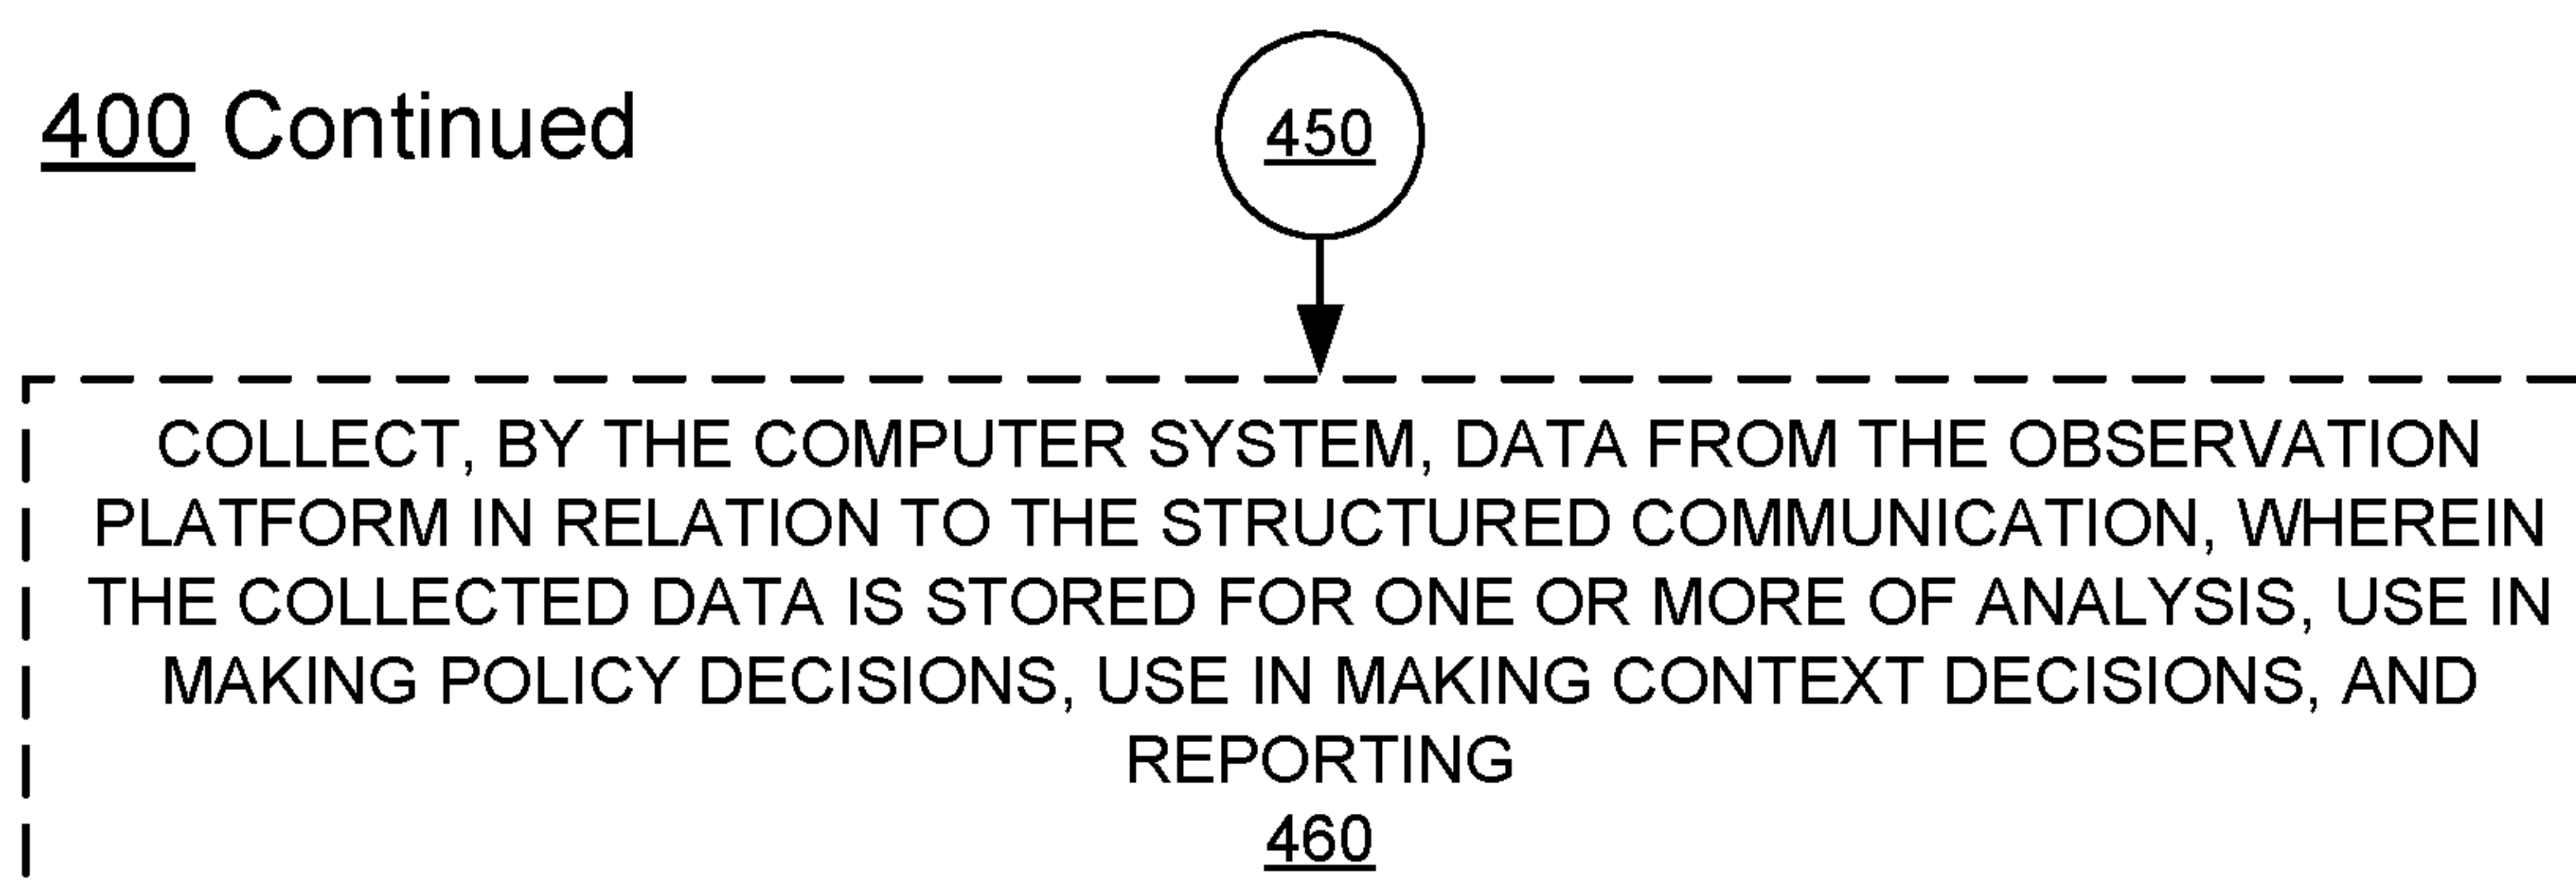 400 Continued
450
COLLECT, BY THE COMPUTER SYSTEM, DATA FROM THE OBSERVATION
PLATFORM IN RELATION TO THE STRUCTURED COMMUNICATION, WHEREIN
THE COLLECTED DATA IS STORED FOR ONE OR MORE OF ANALYSIS, USE IN
MAKING POLICY DECISIONS, USE IN MAKING CONTEXT DECISIONS, AND
REPORTING
460